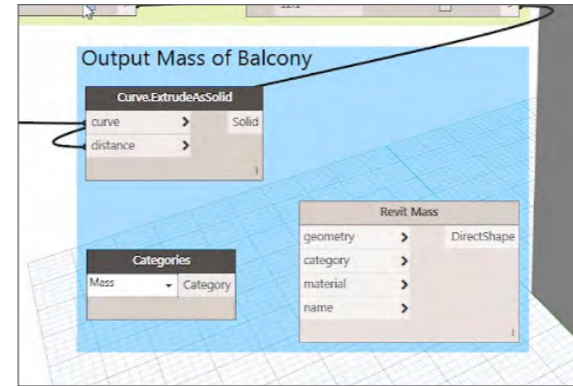 Output Mass of Balcony
Curve.ExtrudeAsSolid
curve > Solid
distance >
Revit Mass
geometry > DirectShape
category >
material >
name >
Categories
Mass Category